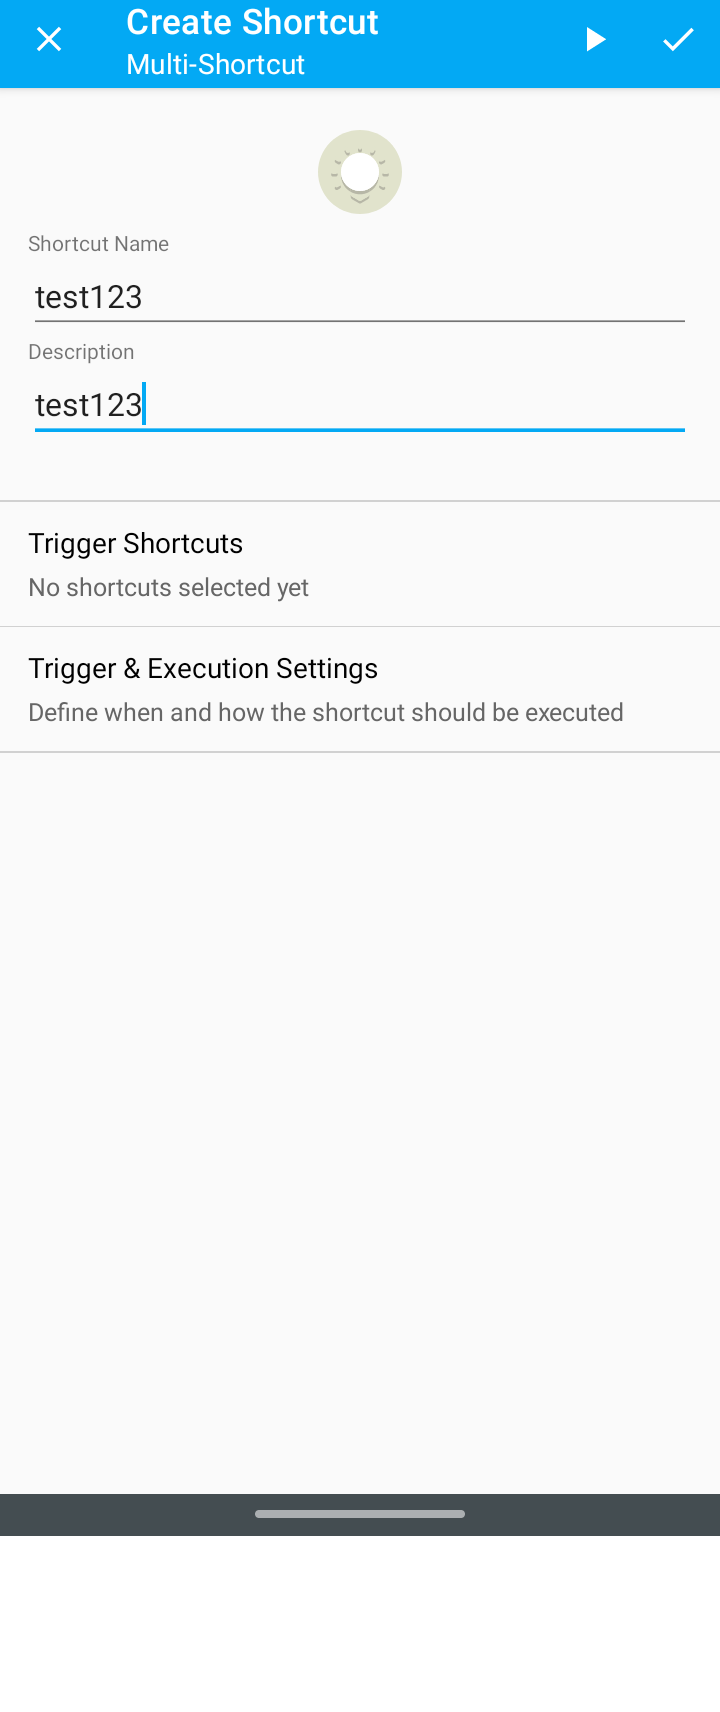 Create Shortcut
Multi-Shortcut
Shortcut Name
test123
Description
test123
Trigger Shortcuts
No shortcuts selected yet
Trigger & Execution Settings
Define when and how the shortcut should be executed